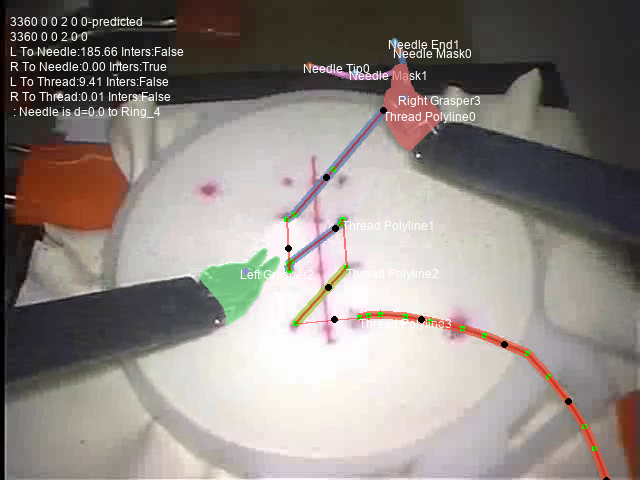 3360 0 0 2 0 0-predicted
3360 0 0 2 0 0
L To Needle:185.66 Inters:False
R To Needle:0.00 Inters:True
L To Thread:9.41 Inters:False
R To Thread:0.01 Inters:False
: Needle is d=0.0 to Ring_4
Needle End1
Needle Mask0
Needle Tip0
Needle Mask1
Right Grasper3
Thread Polyline0
Thread Polyline1
Left Grasper2
Thread Polyline2
Thread Polyline3